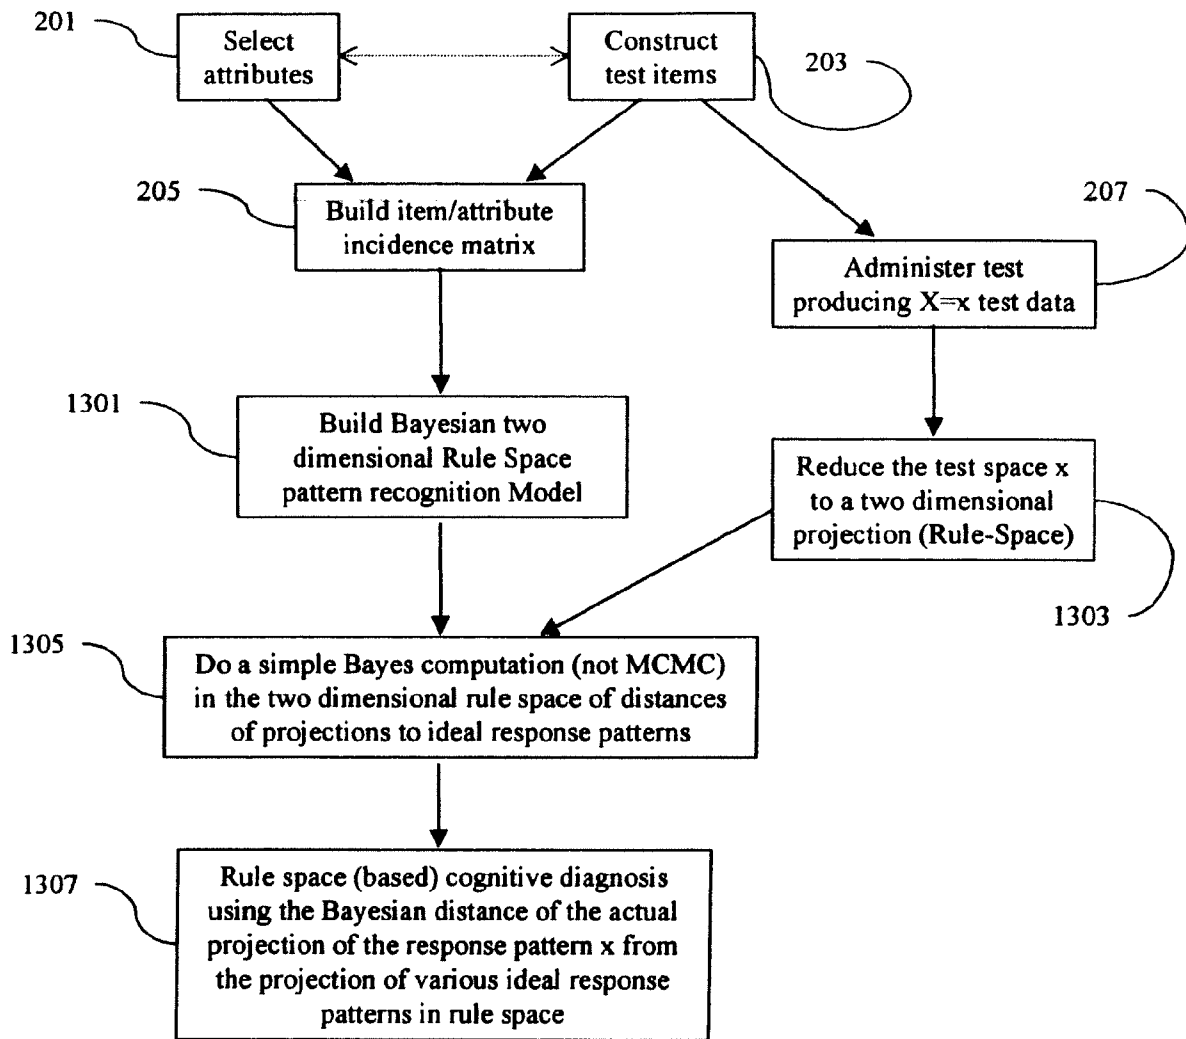 201
Select
attributes
Construct
test items
203
205
Build item/attribute
incidence matrix
207
Administer test
producing X=x test data
1301
Build Bayesian two
dimensional Rule Space
pattern recognition Model
Reduce the test space x
to a two dimensional
projection (Rule-Space)
1303
1305
Do a simple Bayes computation (not MCMC)
in the two dimensional rule space of distances
of projections to ideal response patterns
1307
Rule space (based) cognitive diagnosis
using the Bayesian distance of the actual
projection of the response pattern x from
the projection of various ideal response
patterns in rule space